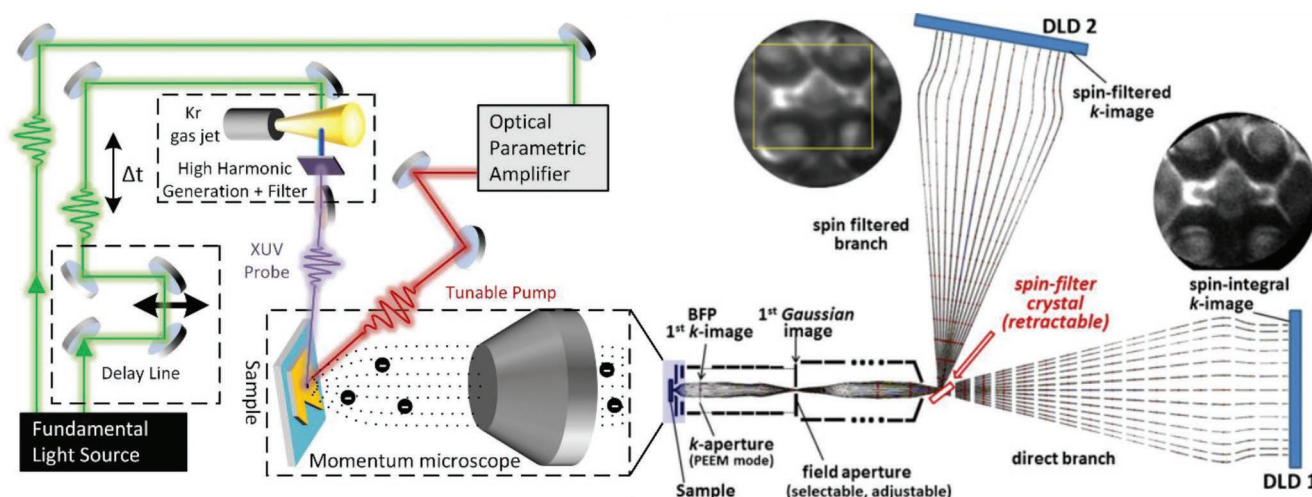 Kr
gas jet
High Harmonic
Generation + Filter
Δt
XUV
Probe
Optical
Parametric
Amplifier
Tunable Pump
Delay Line
Fundamental
Light Source
Sample
Momentum microscope
DLD 2
spin-filtered
k-image
spin filtered
branch
spin-integral
k-image
spin-filter
crystal
(retractable)
BFP
1st k-image
1st Gaussian
image
k-aperture
(PEEM mode)
field aperture
(selectable, adjustable)
Sample
direct branch
DLD 1